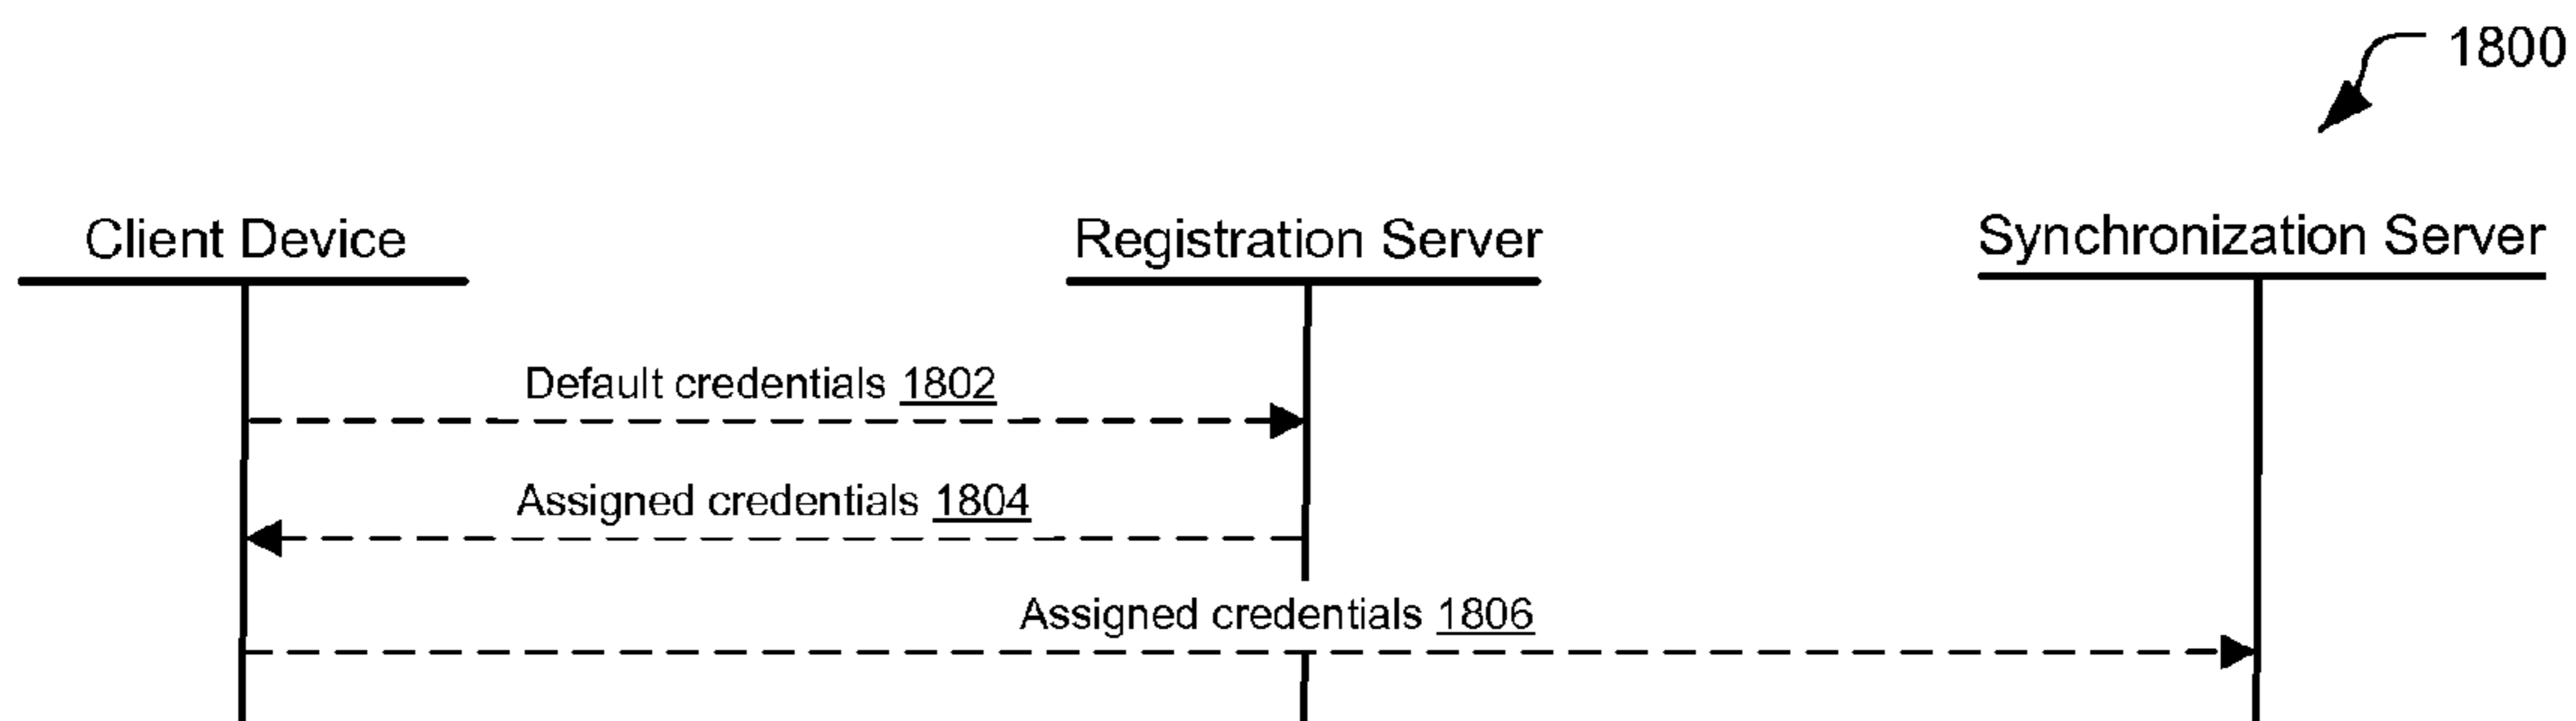 1800
Client Device
Registration Server
Synchronization Server
Default credentials 1802
Assigned credentials 1804
Assigned credentials 1806